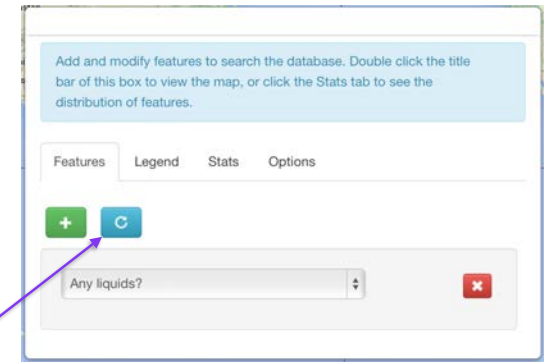 Add and modify features to search the database. Double click the title
bar of this box to view the map, or click the Stats tab to see the
distribution of features.
Features Legend Stats Options
Any liquids?